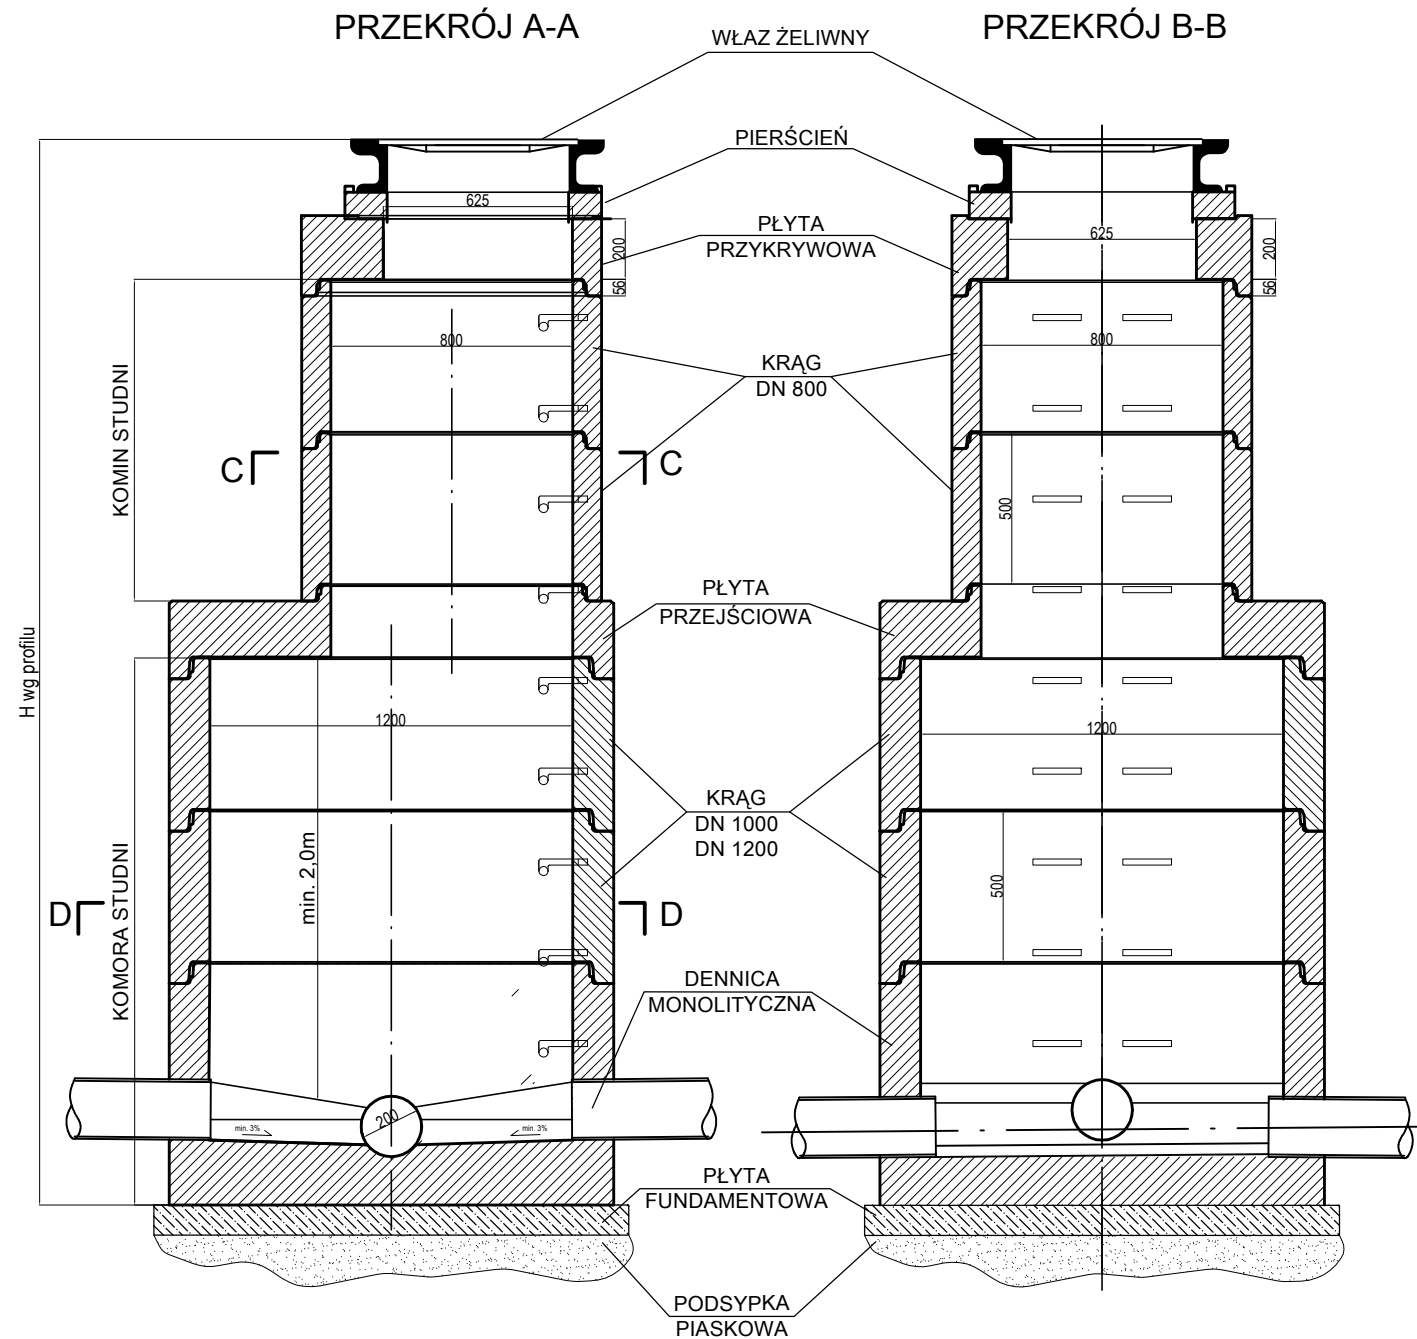 PRZEKRÓJ A-A
PRZEKRÓJ B-B
WŁAZ ŻELIWNY
PIERŚCIEŃ
625
PŁYTA
PRZYKRYWOWA
200
56
625
200
56
800
KRĄG
DN 800
800
KOMIN STUDNI
C
C
500
PŁYTA
PRZEJŚCIOWA
H wg profilu
1200
1200
KRĄG
DN 1000
DN 1200
min. 2,0m
500
KOMORA STUDNI
D
D
DENNICA
MONOLITYCZNA
200
min. 3%
min. 3%
PŁYTA
FUNDAMENTOWA
PODSYPKA
PIASKOWA